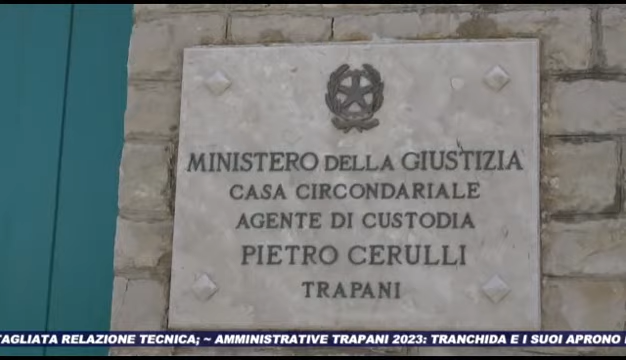 MINISTERO DELLA GIUSTIZIA
CASA CIRCONDARIALE
AGENTE DI CUSTODIA
PIETRO CERULLI
TRAPANI
TAGLIATA RELAZIONE TECNICA; ~ AMMINISTRATIVE TRAPANI 2023: TRANCHIDA E I SUOI APRONO